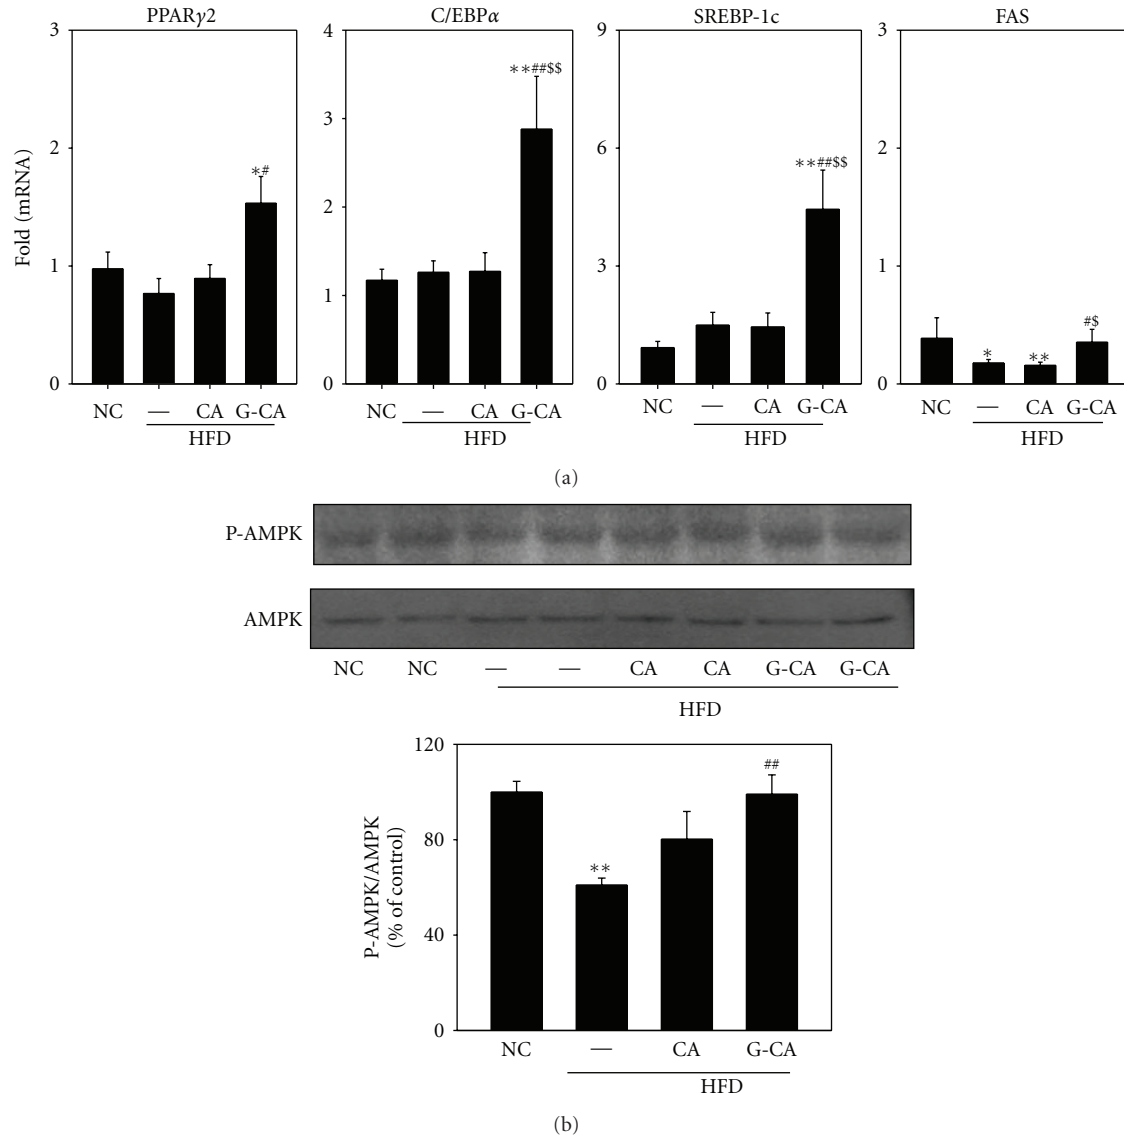 PPARγ2 C/EBPα SREBP-1c FAS
3 4 9 3
**##$$
3
**##$$
2 6 2
*#
2
1 3 1
1
#$
* **
0 0 0 0
Fold (mRNA)
NC — CA G-CA NC — CA G-CA NC — CA G-CA NC — CA G-CA
HFD HFD HFD HFD
(a)
P-AMPK
AMPK
NC NC — — CA CA G-CA G-CA
HFD
120
##
80
**
40
0
P-AMPK/AMPK
(% of control)
NC — CA G-CA
HFD
(b)